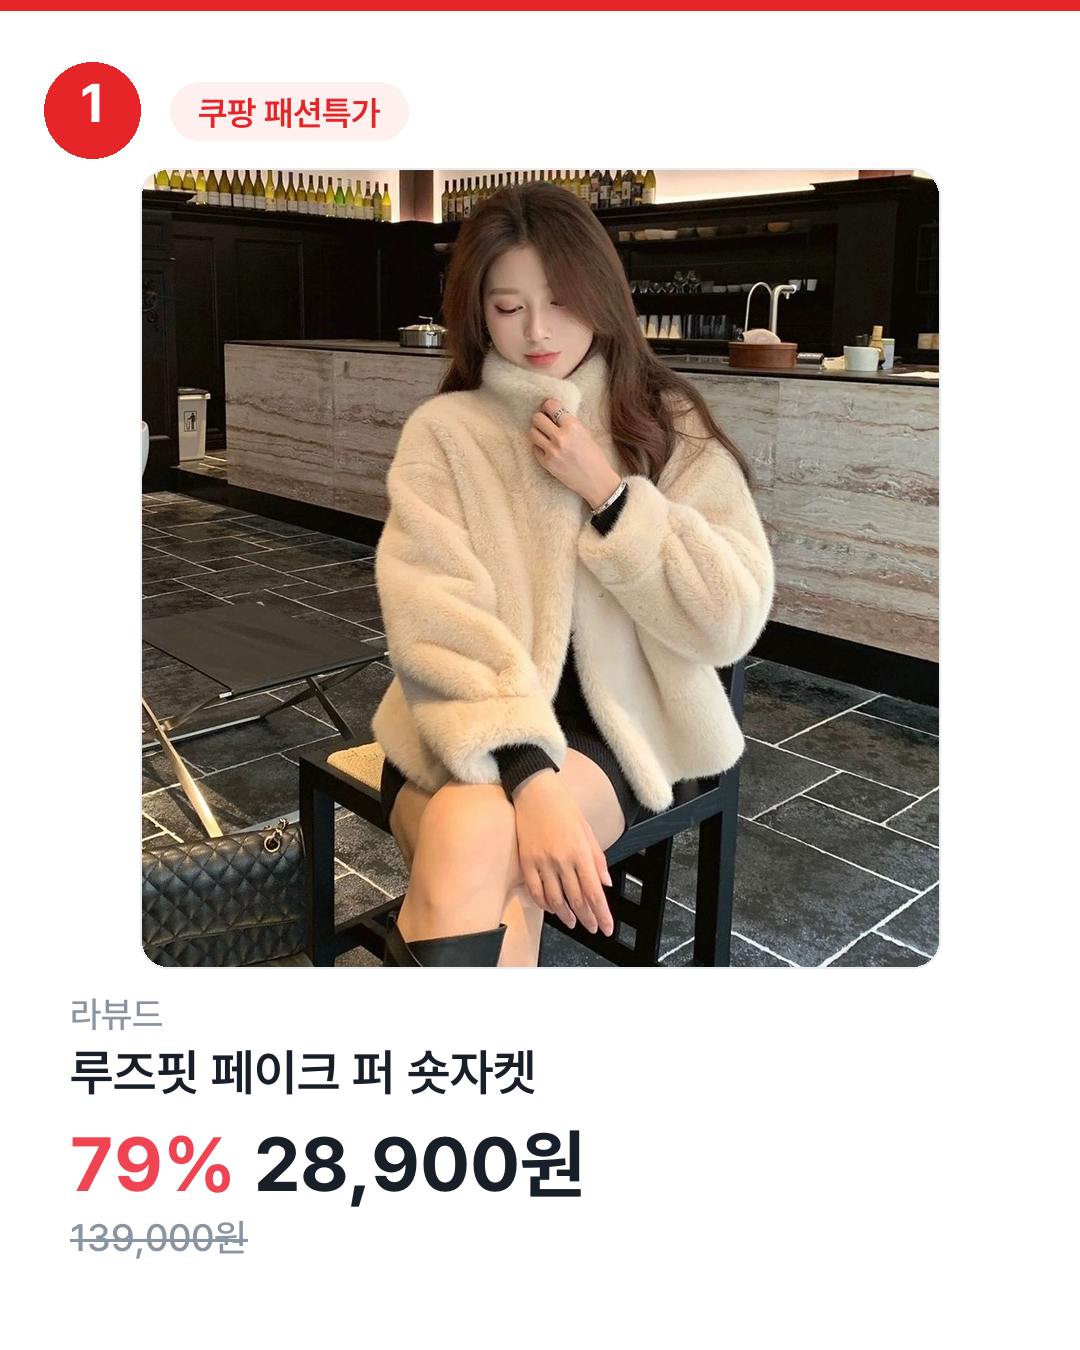 1
쿠팡 패션특가
라뷰드
루즈핏 페이크 퍼 숏자켓
79% 28,900원
139,000원